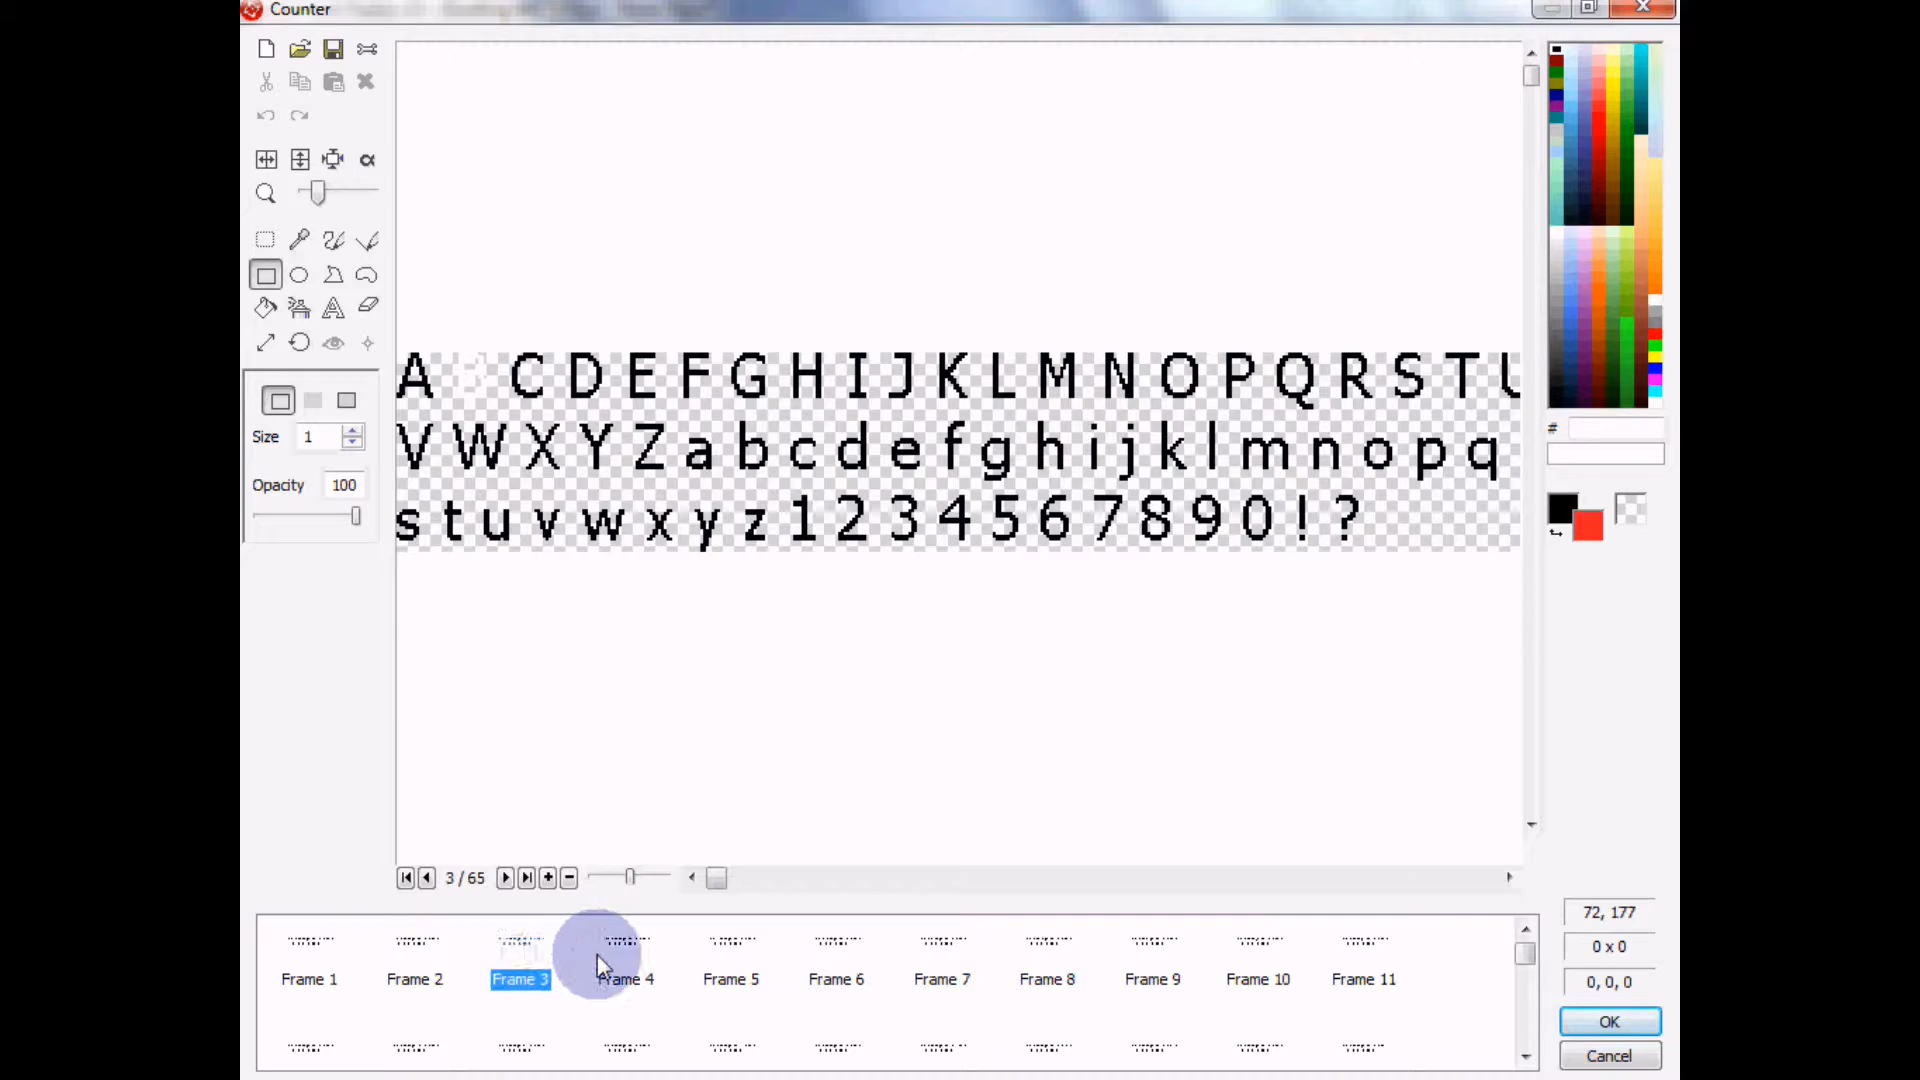 Counter
A B C D E F G H I J K L M N O P Q R S T U
V W X Y Z a b c d e f g h i j k l m n o p q
s t u v w x y z 1 2 3 4 5 6 7 8 9 0 ! ?
Size 1
Opacity 100
#
3 / 65
Frame 1 Frame 2 Frame 3 Frame 4 Frame 5 Frame 6 Frame 7 Frame 8 Frame 9 Frame 10 Frame 11
72, 177
0 x 0
0, 0, 0
OK
Cancel